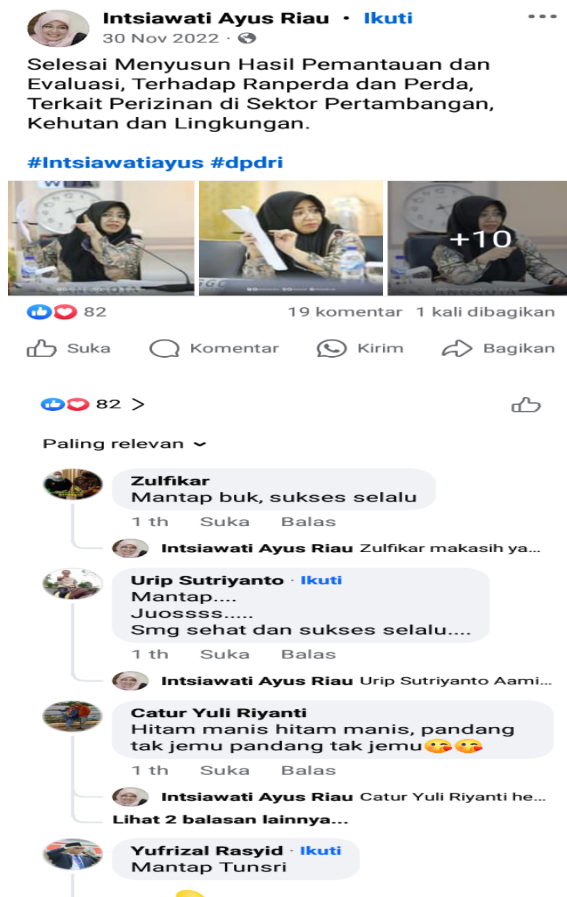 Intsiawati Ayus Riau · Ikuti
30 Nov 2022 ·
Selesai Menyusun Hasil Pemantauan dan
Evaluasi, Terhadap Ranperda dan Perda,
Terkait Perizinan di Sektor Pertambangan,
Kehutan dan Lingkungan.
#Intsiawatiayus #dpdri
+10
82
19 komentar 1 kali dibagikan
Suka Komentar Kirim Bagikan
82
Paling relevan
Zulfikar
Mantap buk, sukses selalu
1 th Suka Balas
Intsiawati Ayus Riau Zulfikar makasih ya...
Urip Sutriyanto · Ikuti
Mantap....
Juossss.....
Smg sehat dan sukses selalu....
1 th Suka Balas
Intsiawati Ayus Riau Urip Sutriyanto Aami...
Catur Yuli Riyanti
Hitam manis hitam manis, pandang
tak jemu pandang tak jemu
1 th Suka Balas
Intsiawati Ayus Riau Catur Yuli Riyanti he...
Lihat 2 balasan lainnya...
Yufrizal Rasyid · Ikuti
Mantap Tunsri